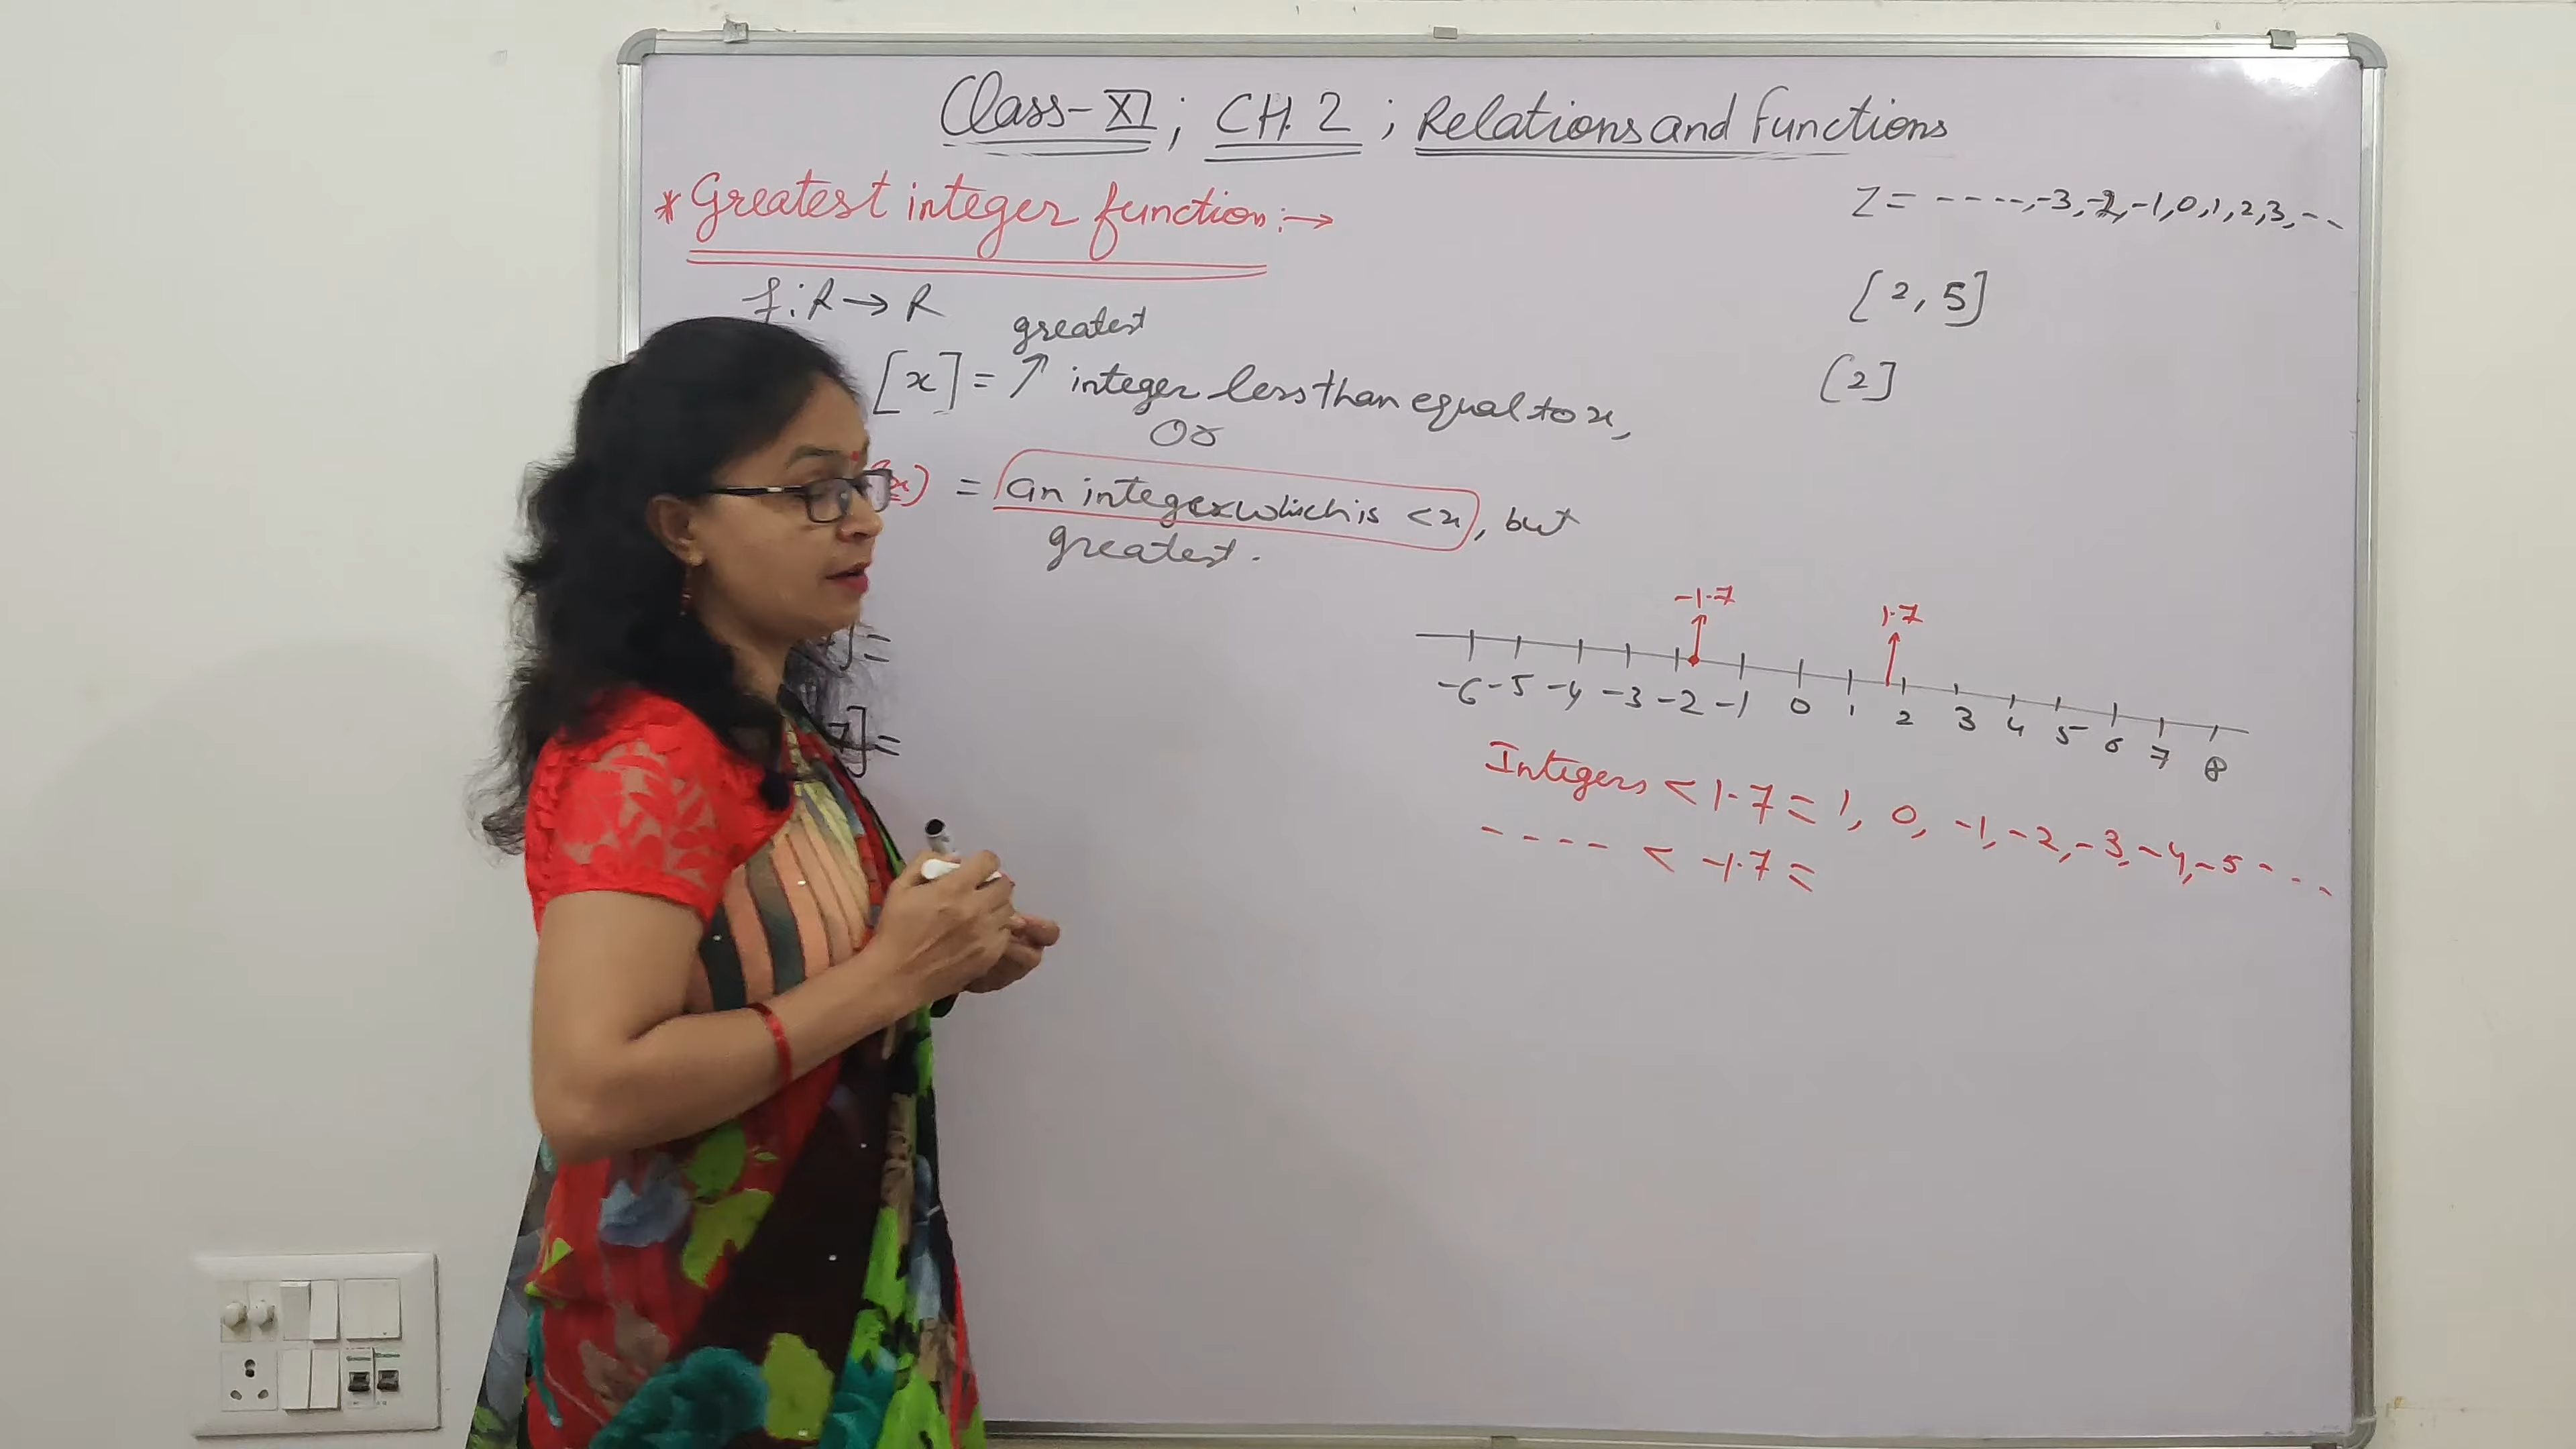 Class-XI ; CH. 2 ; Relations and functions
* Greatest integer function :→
Z = - - - -, -3, -2, -1, 0, 1, 2, 3, - -
f : R → R
[2, 5]
greatest
[x] = ↑ integer less than equal to x,
[2]
Or
x) = an integer which is < x, but
greatest.
-1.7
1.7
] =
-6 -5 -4 -3 -2 -1 0 1 2 3 4 5 6 7 8
7] =
Integers < 1.7 = 1, 0, -1, -2, -3, -4, -5 - - -
- - - - < -1.7 =